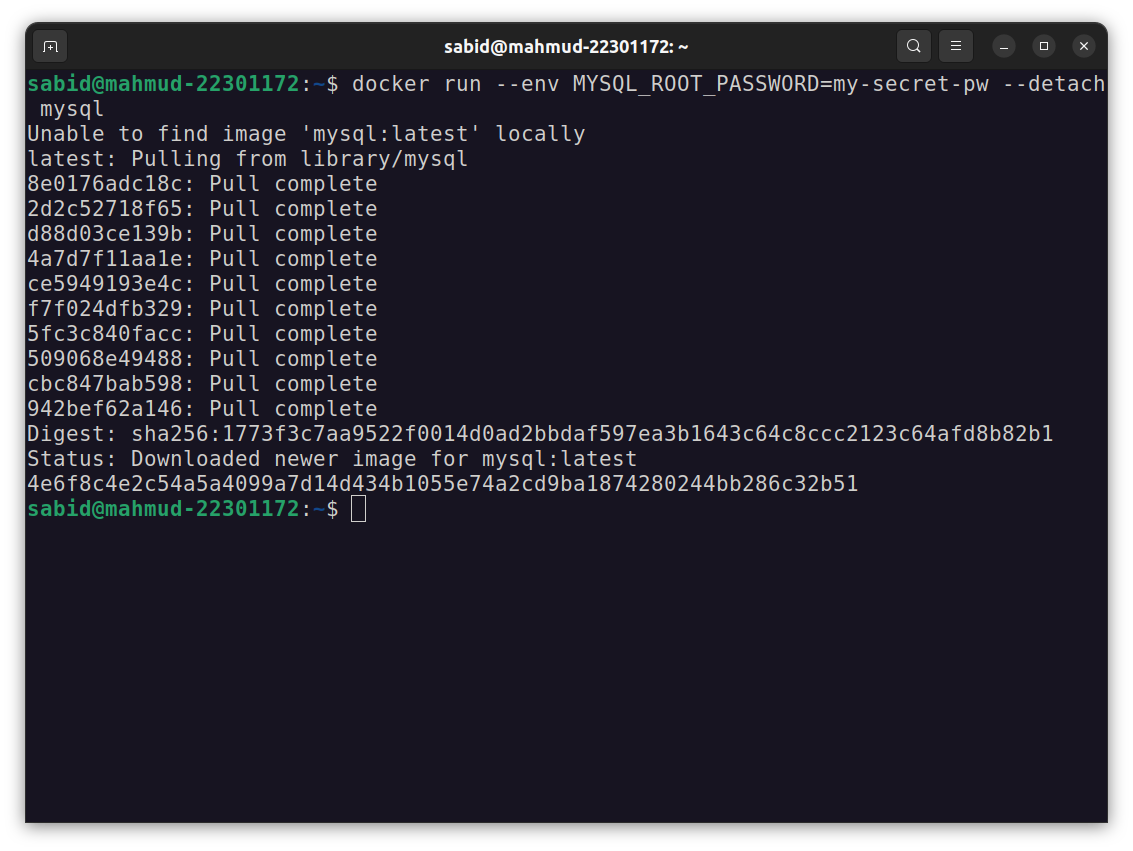 sabid@mahmud-22301172: ~
sabid@mahmud-22301172:~$ docker run --env MYSQL_ROOT_PASSWORD=my-secret-pw --detach
 mysql
Unable to find image 'mysql:latest' locally
latest: Pulling from library/mysql
8e0176adc18c: Pull complete
2d2c52718f65: Pull complete
d88d03ce139b: Pull complete
4a7d7f11aa1e: Pull complete
ce5949193e4c: Pull complete
f7f024dfb329: Pull complete
5fc3c840facc: Pull complete
509068e49488: Pull complete
cbc847bab598: Pull complete
942bef62a146: Pull complete
Digest: sha256:1773f3c7aa9522f0014d0ad2bbdaf597ea3b1643c64c8ccc2123c64afd8b82b1
Status: Downloaded newer image for mysql:latest
4e6f8c4e2c54a5a4099a7d14d434b1055e74a2cd9ba1874280244bb286c32b51
sabid@mahmud-22301172:~$